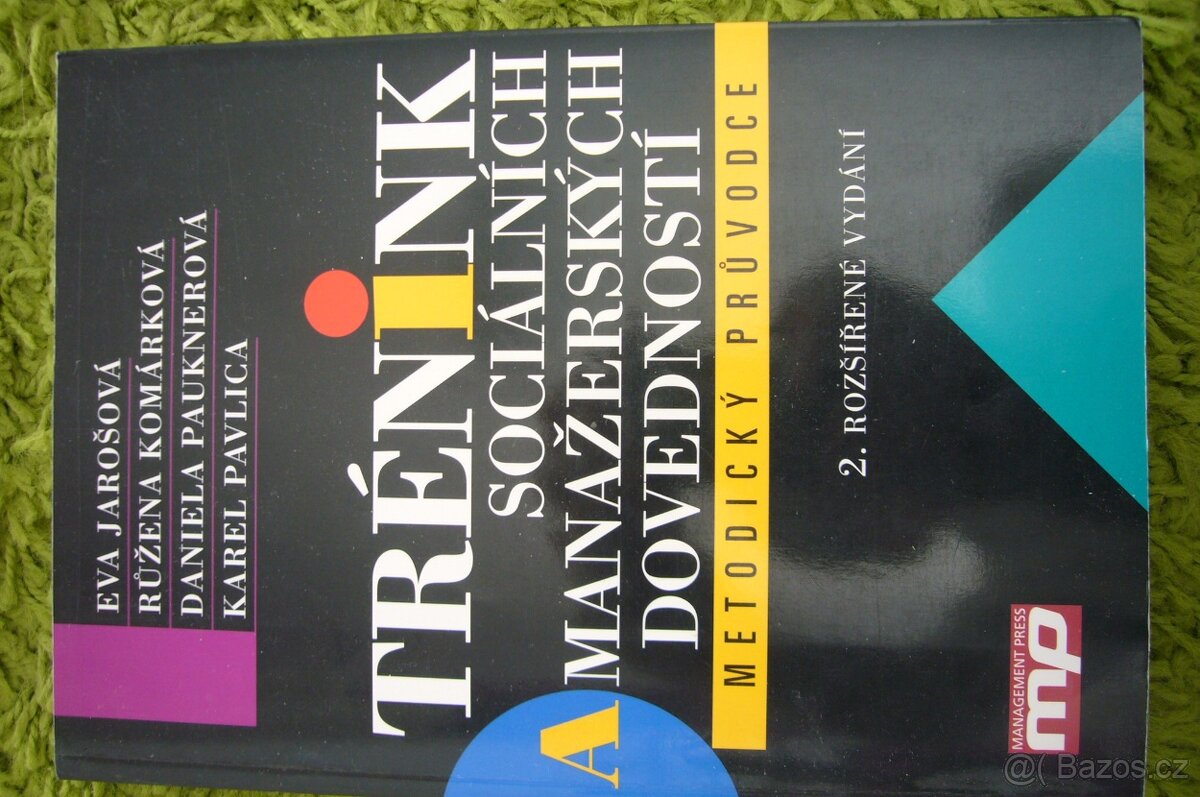 EVA JAROŠOVÁ
RŮŽENA KOMÁRKOVÁ
DANIELA PAUKNEROVÁ
KAREL PAVLICA
TRÉNINK
SOCIÁLNÍCH
A MANAŽERSKÝCH
DOVEDNOSTÍ
METODICKÝ PRŮVODCE
2. ROZŠÍŘENÉ VYDÁNÍ
MANAGEMENT PRESS
mp
@( Bazos.cz